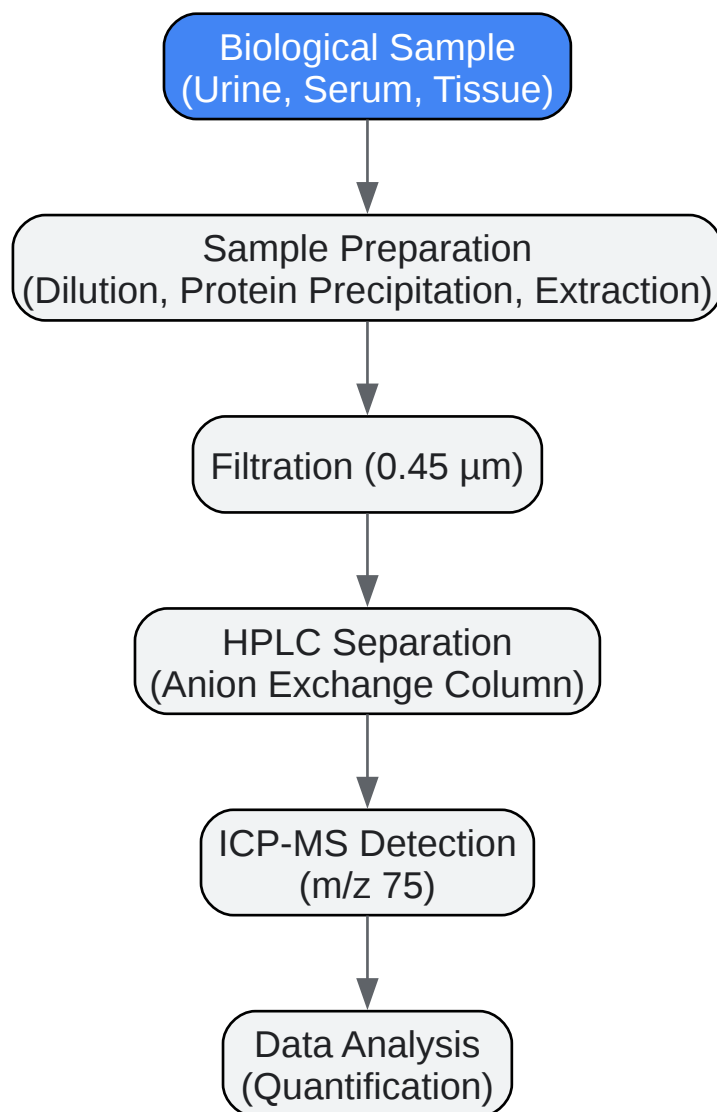 Biological Sample
(Urine, Serum, Tissue)
Sample Preparation
(Dilution, Protein Precipitation, Extraction)
Filtration (0.45 µm)
HPLC Separation
(Anion Exchange Column)
ICP-MS Detection
(m/z 75)
Data Analysis
(Quantification)